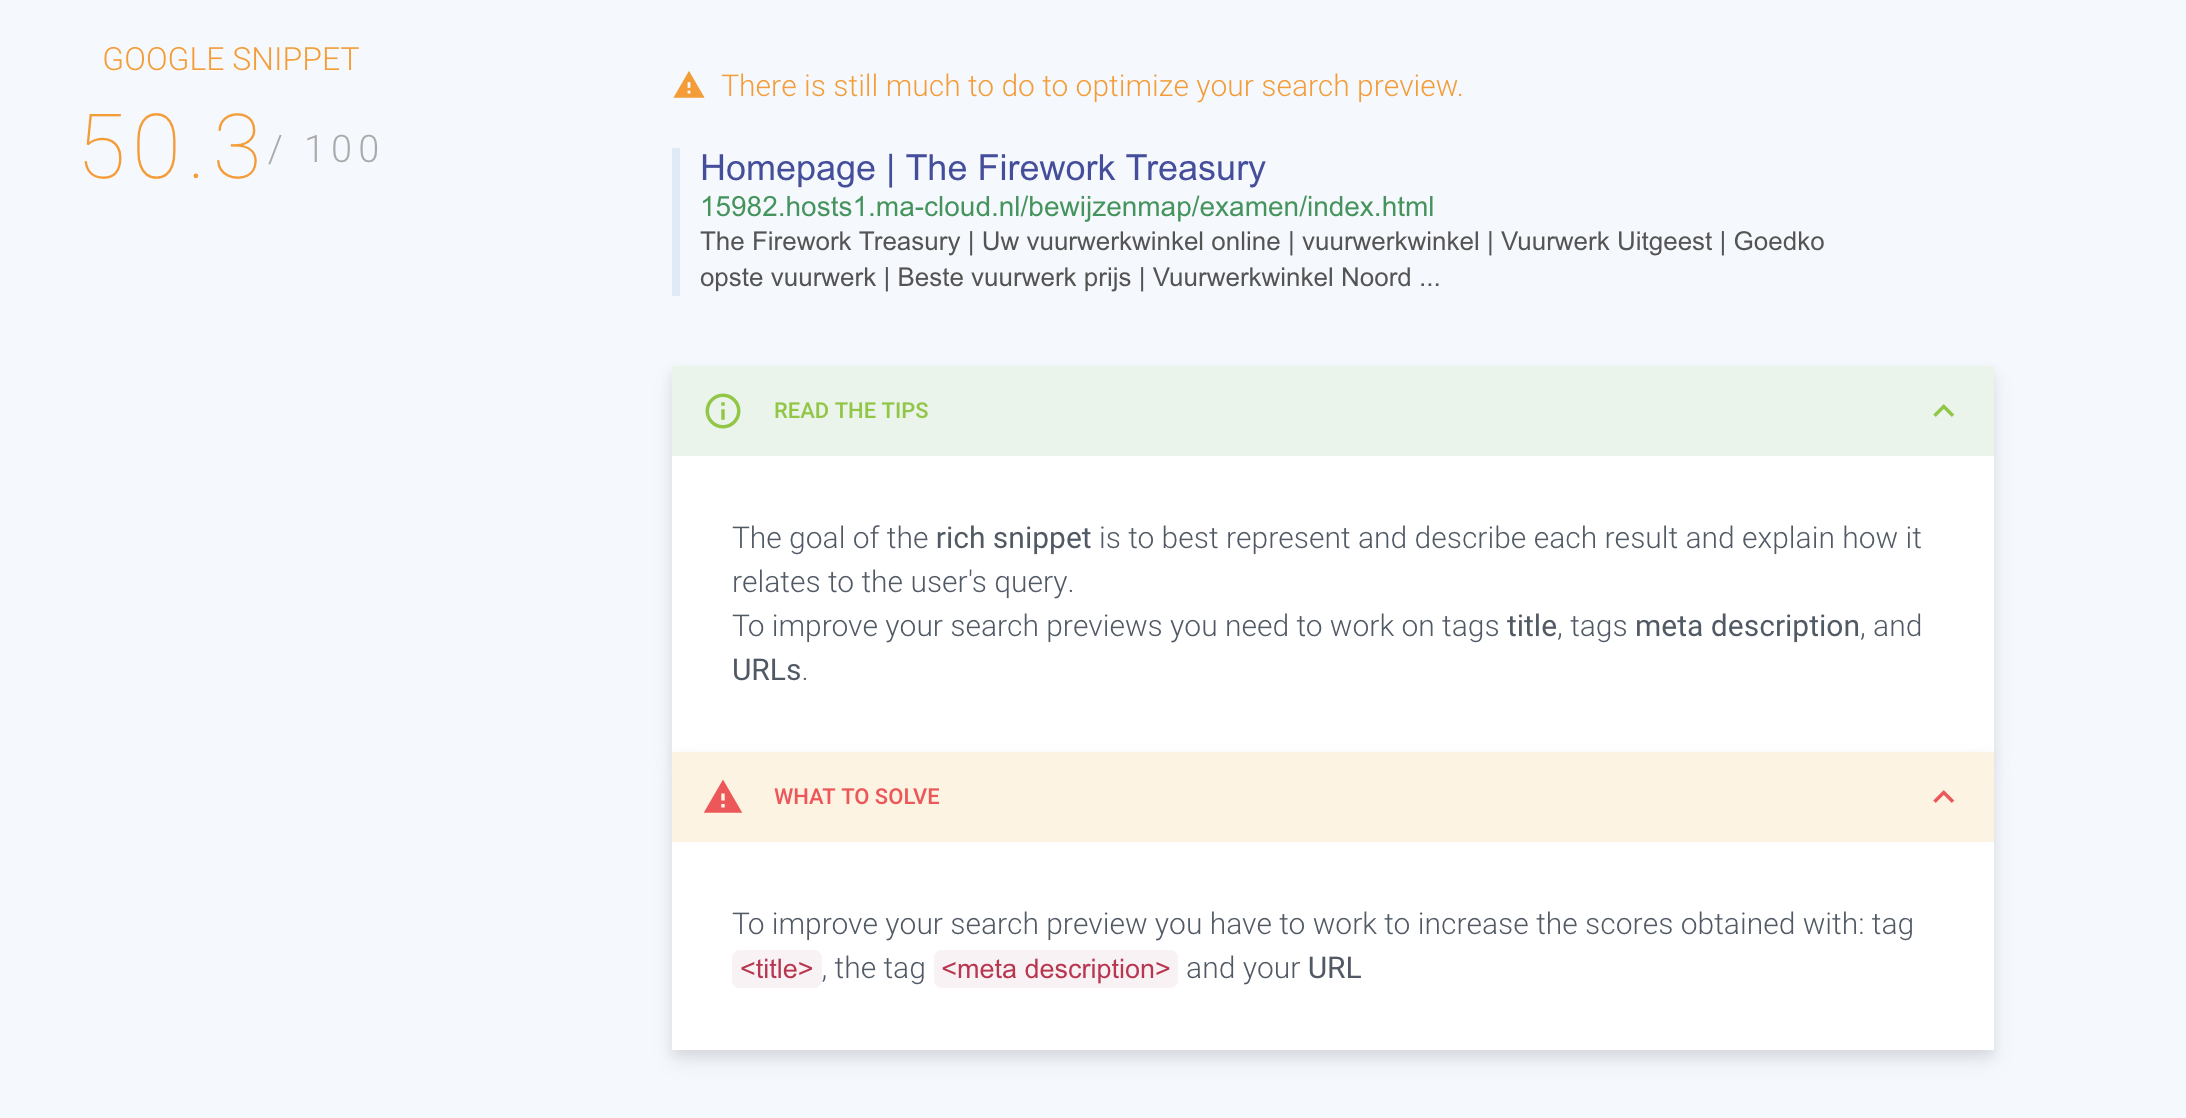 GOOGLE SNIPPET
50.3 / 100
There is still much to do to optimize your search preview.
Homepage | The Firework Treasury
15982.hosts1.ma-cloud.nl/bewijzenmap/examen/index.html
The Firework Treasury | Uw vuurwerkwinkel online | vuurwerkwinkel | Vuurwerk Uitgeest | Goedko
opste vuurwerk | Beste vuurwerk prijs | Vuurwerkwinkel Noord ...
READ THE TIPS
The goal of the rich snippet is to best represent and describe each result and explain how it
relates to the user's query.
To improve your search previews you need to work on tags title, tags meta description, and
URLs.
WHAT TO SOLVE
To improve your search preview you have to work to increase the scores obtained with: tag
<title>, the tag <meta description> and your URL